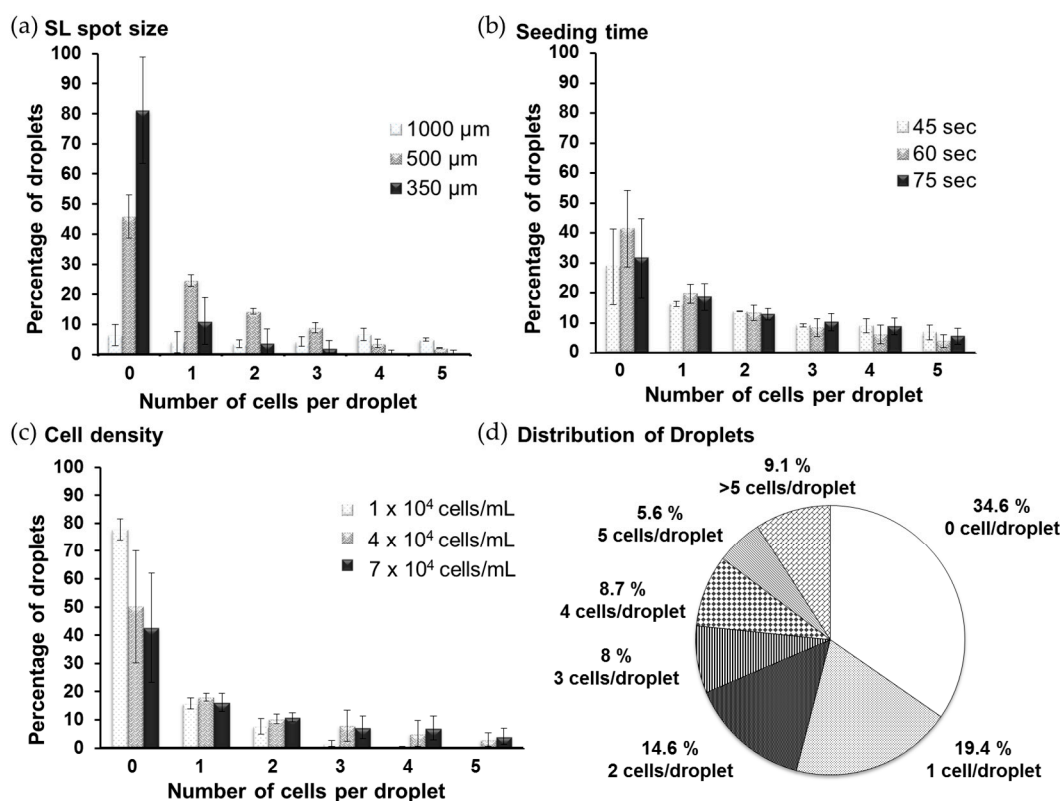 (a) SL spot size
Percentage of droplets
100
90
80
70
60
50
40
30
20
10
0
1000 µm
500 µm
350 µm
0 1 2 3 4 5
Number of cells per droplet
(b) Seeding time
Percentage of droplets
100
90
80
70
60
50
40
30
20
10
0
45 sec
60 sec
75 sec
0 1 2 3 4 5
Number of cells per droplet
(c) Cell density
Percentage of droplets
100
90
80
70
60
50
40
30
20
10
0
1 x 10⁴ cells/mL
4 x 10⁴ cells/mL
7 x 10⁴ cells/mL
0 1 2 3 4 5
Number of cells per droplet
(d) Distribution of Droplets
9.1 %
>5 cells/droplet
34.6 %
0 cell/droplet
5.6 %
5 cells/droplet
8.7 %
4 cells/droplet
8 %
3 cells/droplet
14.6 %
2 cells/droplet
19.4 %
1 cell/droplet